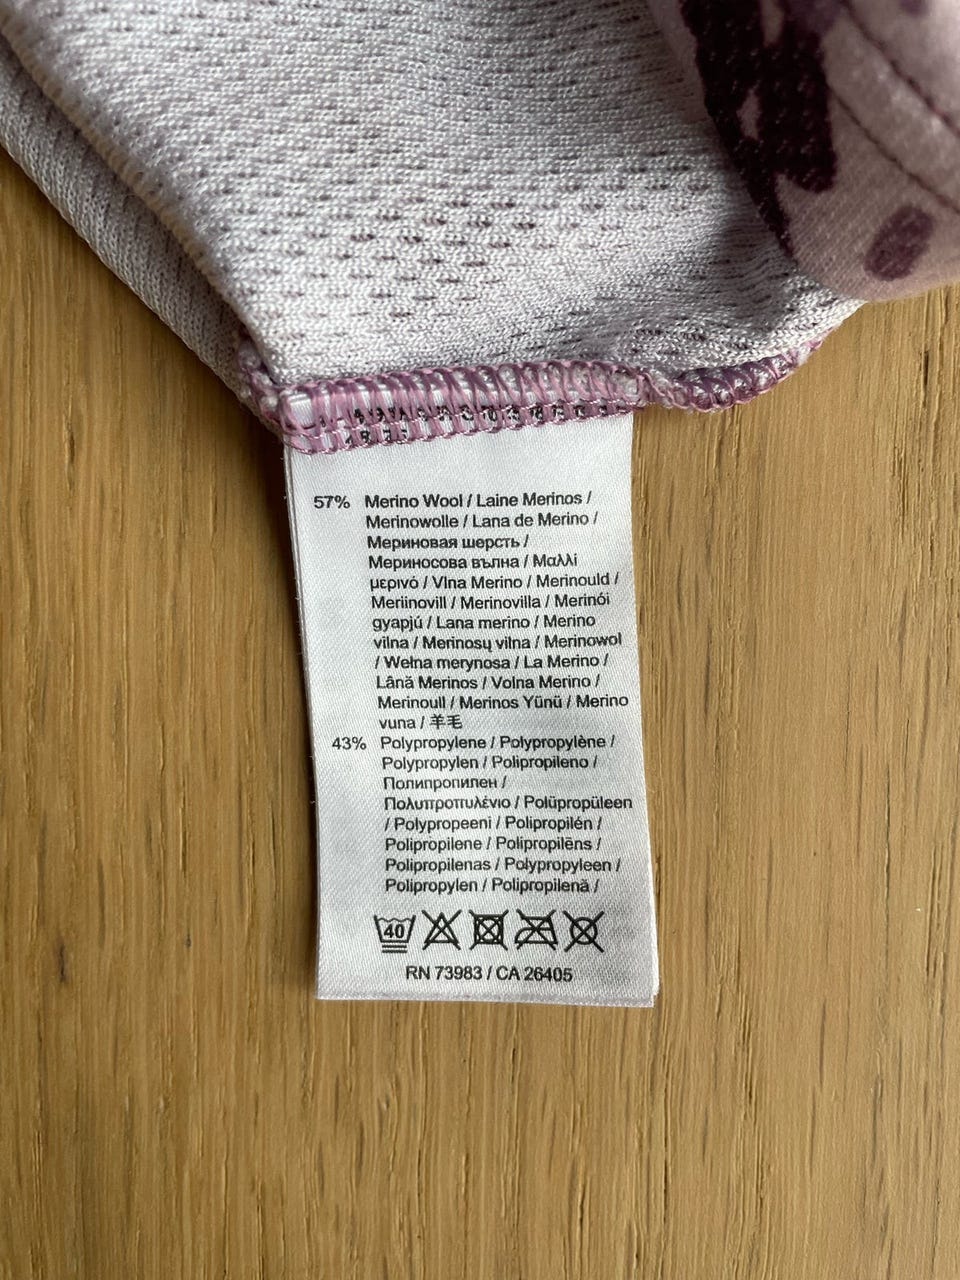 57% Merino Wool / Laine Merinos /
Merinowolle / Lana de Merino /
Мериновая шерсть /
Мериносова вълна / Μαλλί
μερινό / Vlna Merino / Merinould /
Meriinovill / Merinovilla / Merinói
gyapjú / Lana merino / Merino
vilna / Merinosų vilna / Merinowol
/ Wełna merynosa / La Merino /
Lână Merinos / Volna Merino /
Merinoull / Merinos Yünü / Merino
vuna / 羊毛
43% Polypropylene / Polypropylène /
Polypropylen / Polipropileno /
Полипропилен /
Πολυπροπυλένιο / Polüpropüleen
/ Polypropeeni / Polipropilén /
Polipropilene / Polipropilēns /
Polipropilenas / Polypropyleen /
Polipropylen / Polipropilenă /
40
RN 73983 / CA 26405